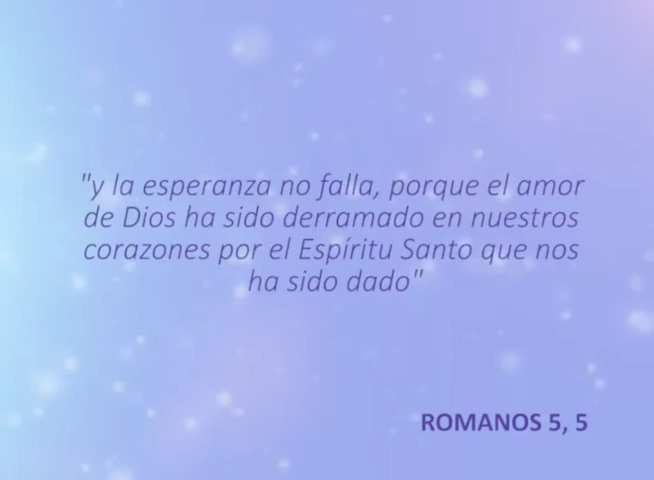 "y la esperanza no falla, porque el amor
de Dios ha sido derramado en nuestros
corazones por el Espíritu Santo que nos
ha sido dado"
ROMANOS 5, 5